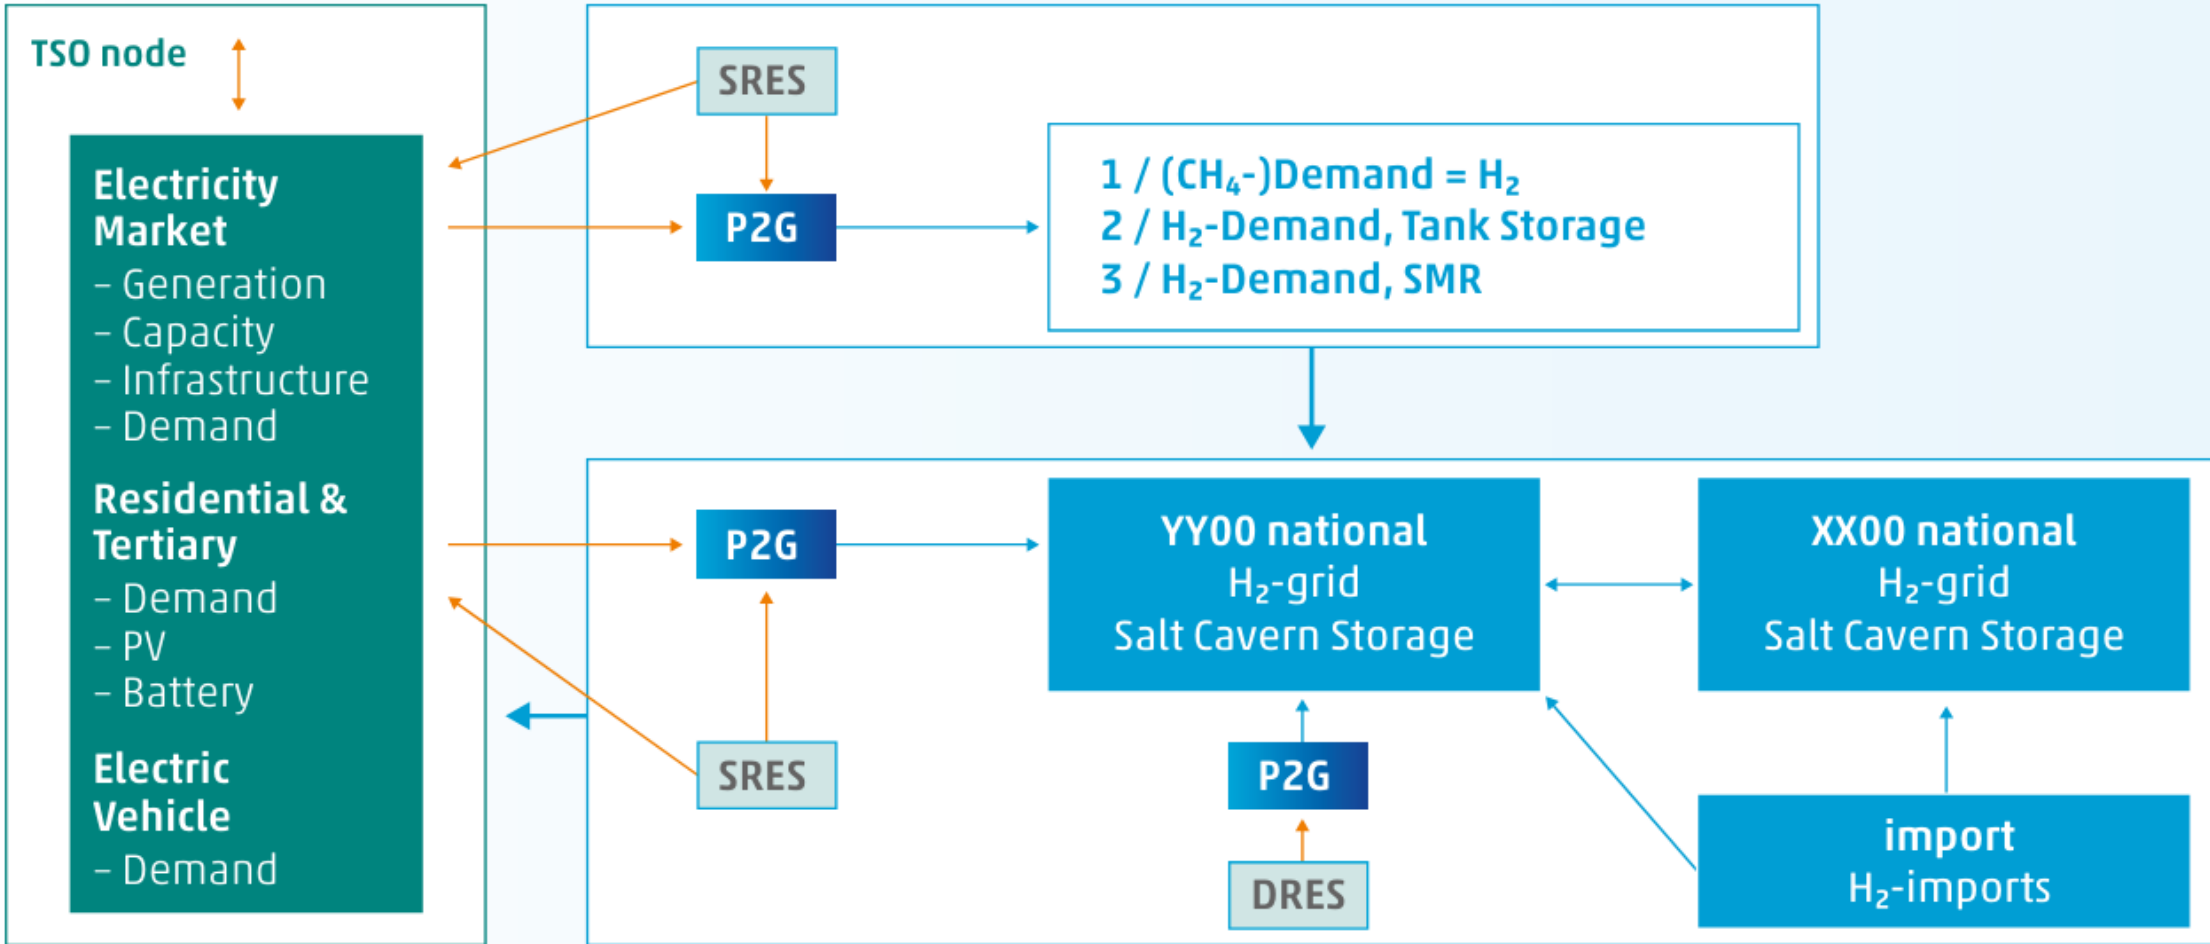 TSO node
Electricity
Market
– Generation
– Capacity
– Infrastructure
– Demand
Residential &
Tertiary
– Demand
– PV
– Battery
Electric
Vehicle
– Demand
SRES
P2G
1 / (CH₄-)Demand = H₂
2 / H₂-Demand, Tank Storage
3 / H₂-Demand, SMR
P2G
SRES
YY00 national
H₂-grid
Salt Cavern Storage
P2G
DRES
XX00 national
H₂-grid
Salt Cavern Storage
import
H₂-imports